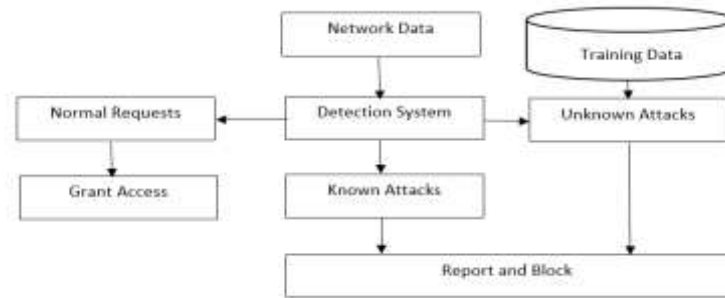 Network Data
Training Data
Normal Requests
Detection System
Unknown Attacks
Grant Access
Known Attacks
Report and Block